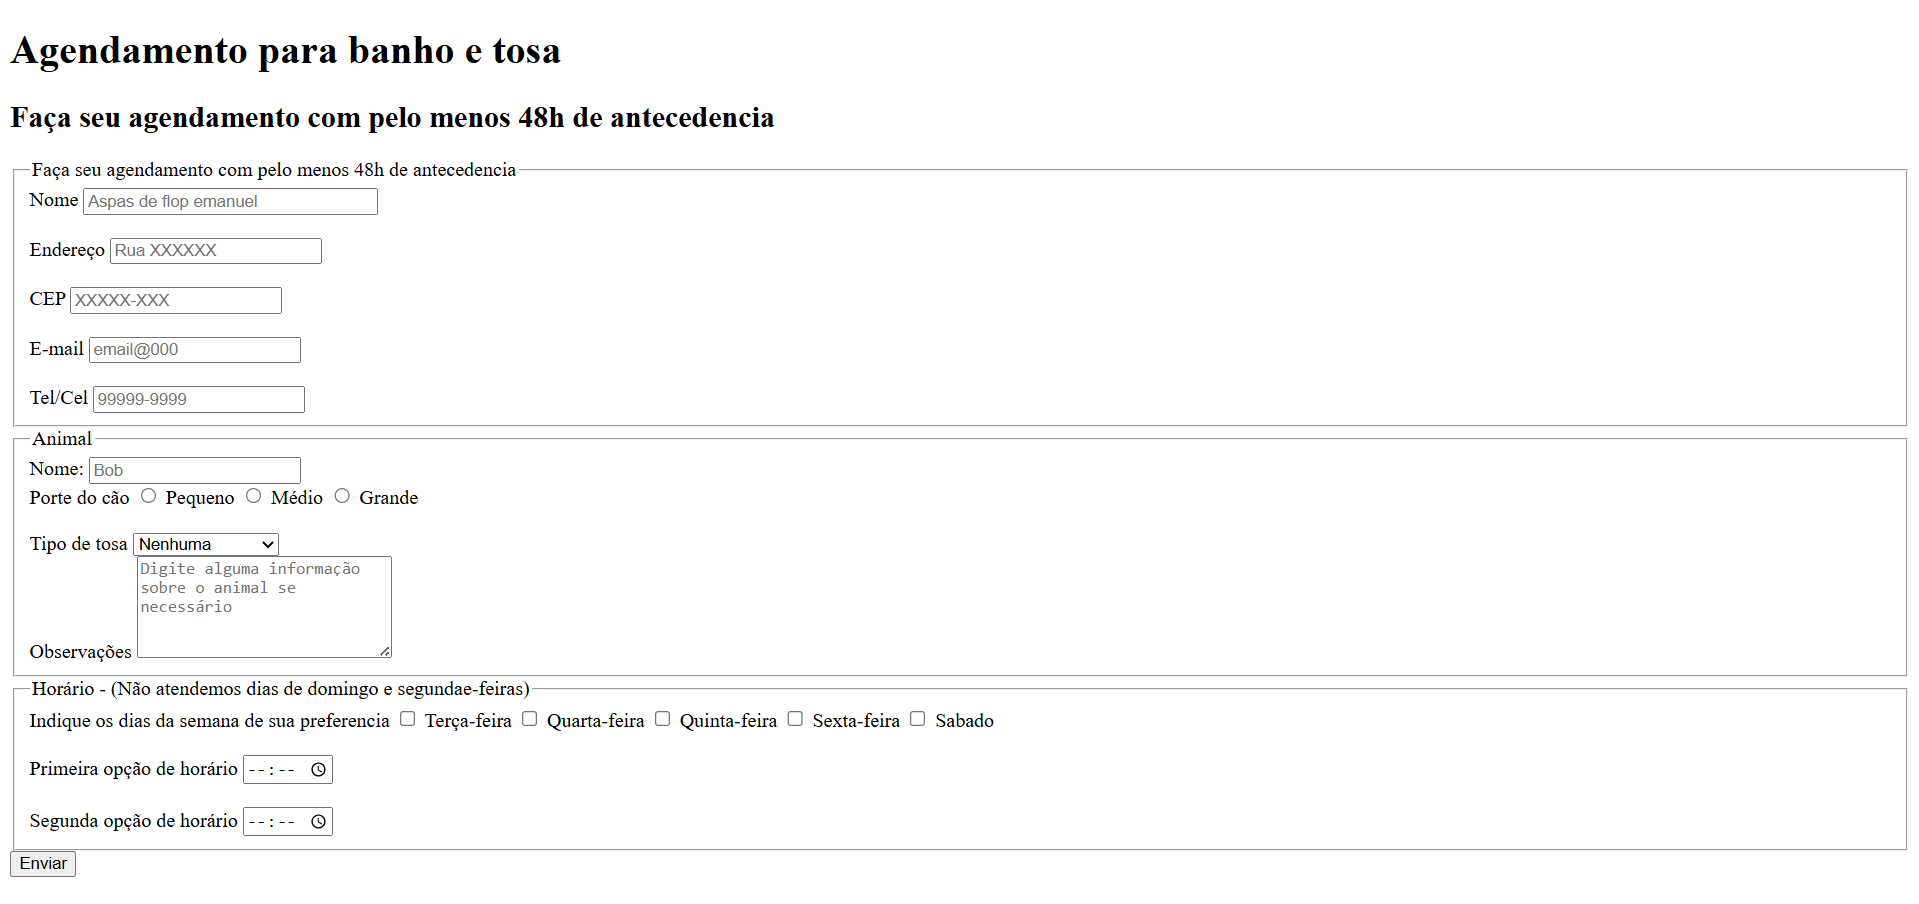 Agendamento para banho e tosa
Faça seu agendamento com pelo menos 48h de antecedencia
Faça seu agendamento com pelo menos 48h de antecedencia
Nome Aspas de flop emanuel
Endereço Rua XXXXXX
CEP XXXXX-XXX
E-mail email@000
Tel/Cel 99999-9999
Animal
Nome: Bob
Porte do cão Pequeno Médio Grande
Tipo de tosa Nenhuma
Digite alguma informação
sobre o animal se
necessário
Observações
Horário - (Não atendemos dias de domingo e segundae-feiras)
Indique os dias da semana de sua preferencia Terça-feira Quarta-feira Quinta-feira Sexta-feira Sabado
Primeira opção de horário --:--
Segunda opção de horário --:--
Enviar